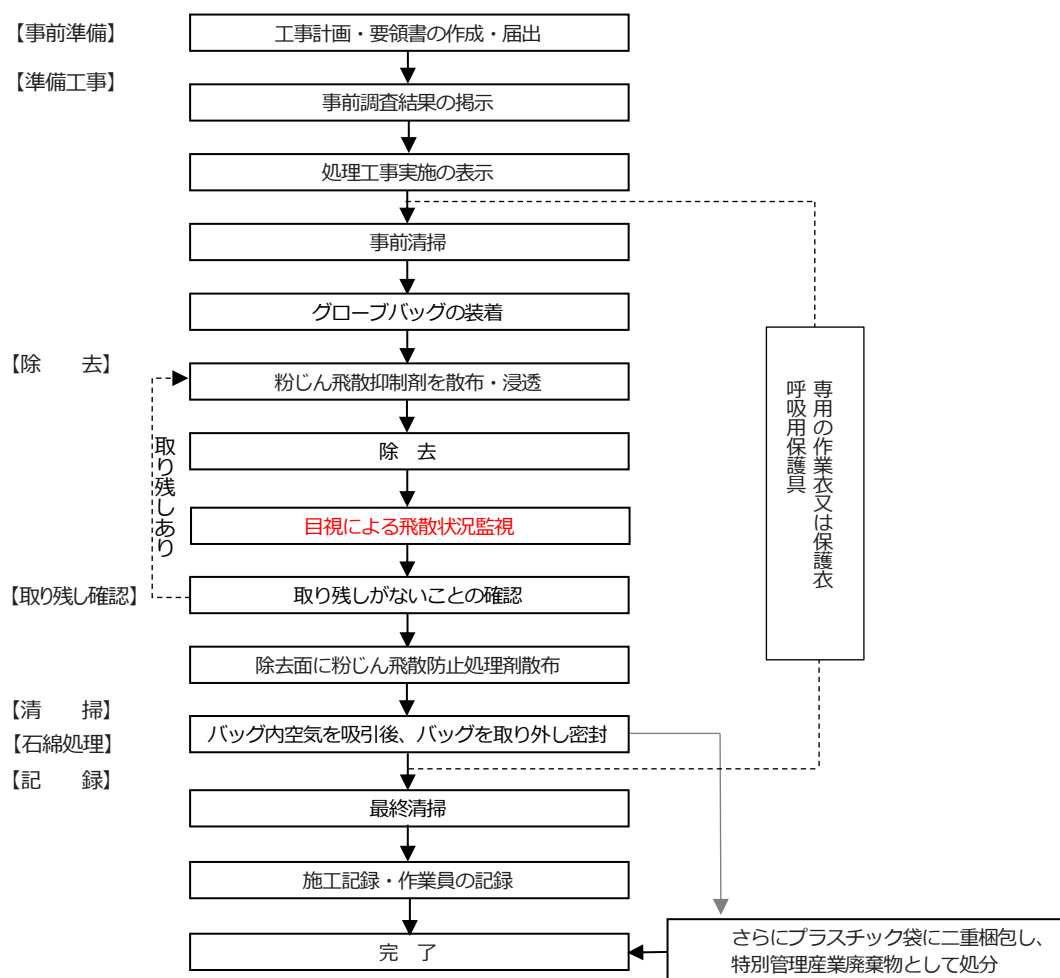 【事前準備】
工事計画・要領書の作成・届出
【準備工事】
事前調査結果の掲示
処理工事実施の表示
事前清掃
グローブバッグの装着
【除　　去】
粉じん飛散抑制剤を散布・浸透
専用の作業衣又は保護衣
呼吸用保護具
取り残しあり
除　去
目視による飛散状況監視
【取り残し確認】
取り残しがないことの確認
除去面に粉じん飛散防止処理剤散布
【清　　掃】
バッグ内空気を吸引後、バッグを取り外し密封
【石綿処理】
【記　　録】
最終清掃
施工記録・作業員の記録
完　了
さらにプラスチック袋に二重梱包し、
特別管理産業廃棄物として処分